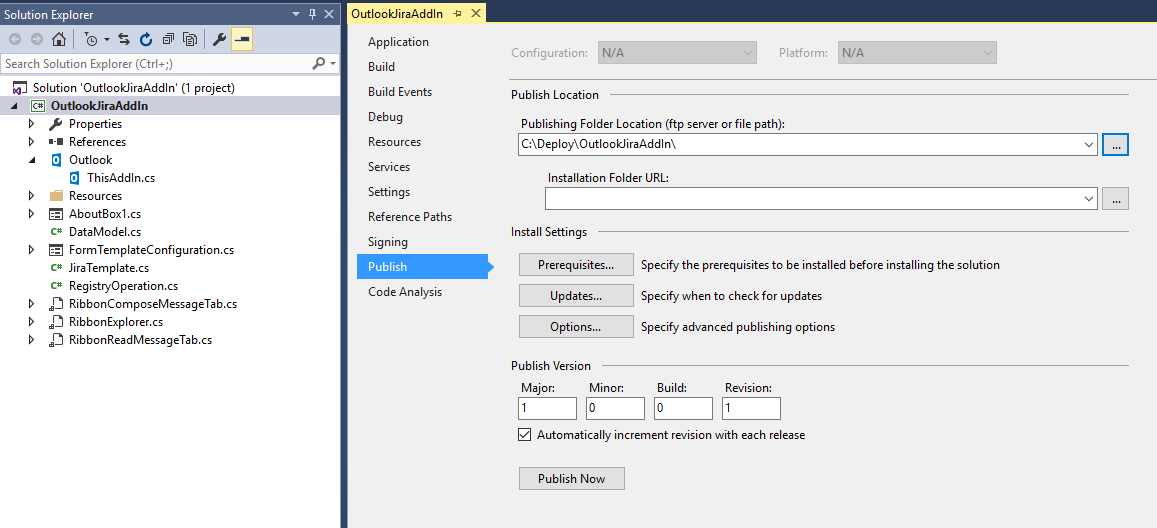 Solution Explorer
Search Solution Explorer (Ctrl+;)
Solution 'OutlookJiraAddIn' (1 project)
C# OutlookJiraAddIn
Properties
References
Outlook
ThisAddIn.cs
Resources
AboutBox1.cs
C# DataModel.cs
FormTemplateConfiguration.cs
C# JiraTemplate.cs
C# RegistryOperation.cs
RibbonComposeMessageTab.cs
RibbonExplorer.cs
RibbonReadMessageTab.cs
OutlookJiraAddIn
Application
Build
Build Events
Debug
Resources
Services
Settings
Reference Paths
Signing
Publish
Code Analysis
Configuration: N/A Platform: N/A
Publish Location
Publishing Folder Location (ftp server or file path):
C:\Deploy\OutlookJiraAddIn\ ...
Installation Folder URL:
...
Install Settings
Prerequisites... Specify the prerequisites to be installed before installing the solution
Updates... Specify when to check for updates
Options... Specify advanced publishing options
Publish Version
Major: Minor: Build: Revision:
1 0 0 1
Automatically increment revision with each release
Publish Now